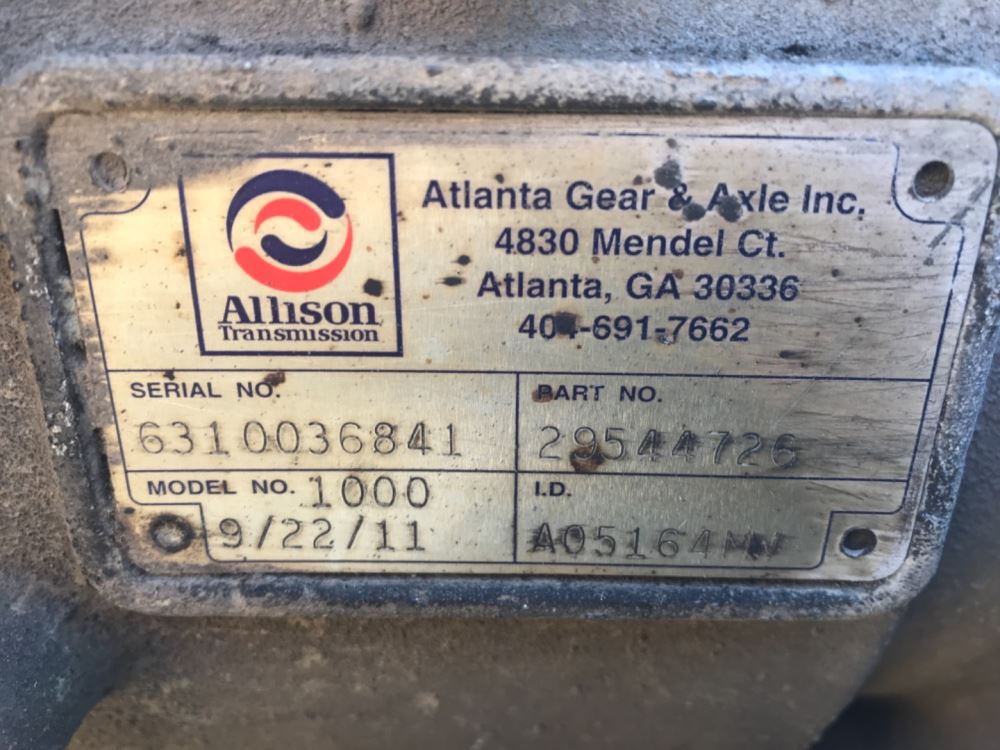 Atlanta Gear & Axle Inc,
4830 Mendel Ct.
Atlanta, GA 30336
404-691-7662
Allison
Transmission
SERIAL NO.
6310036841
PART NO.
29544726
MODEL NO. 1000
9/22/11
I.D.
A05164MV